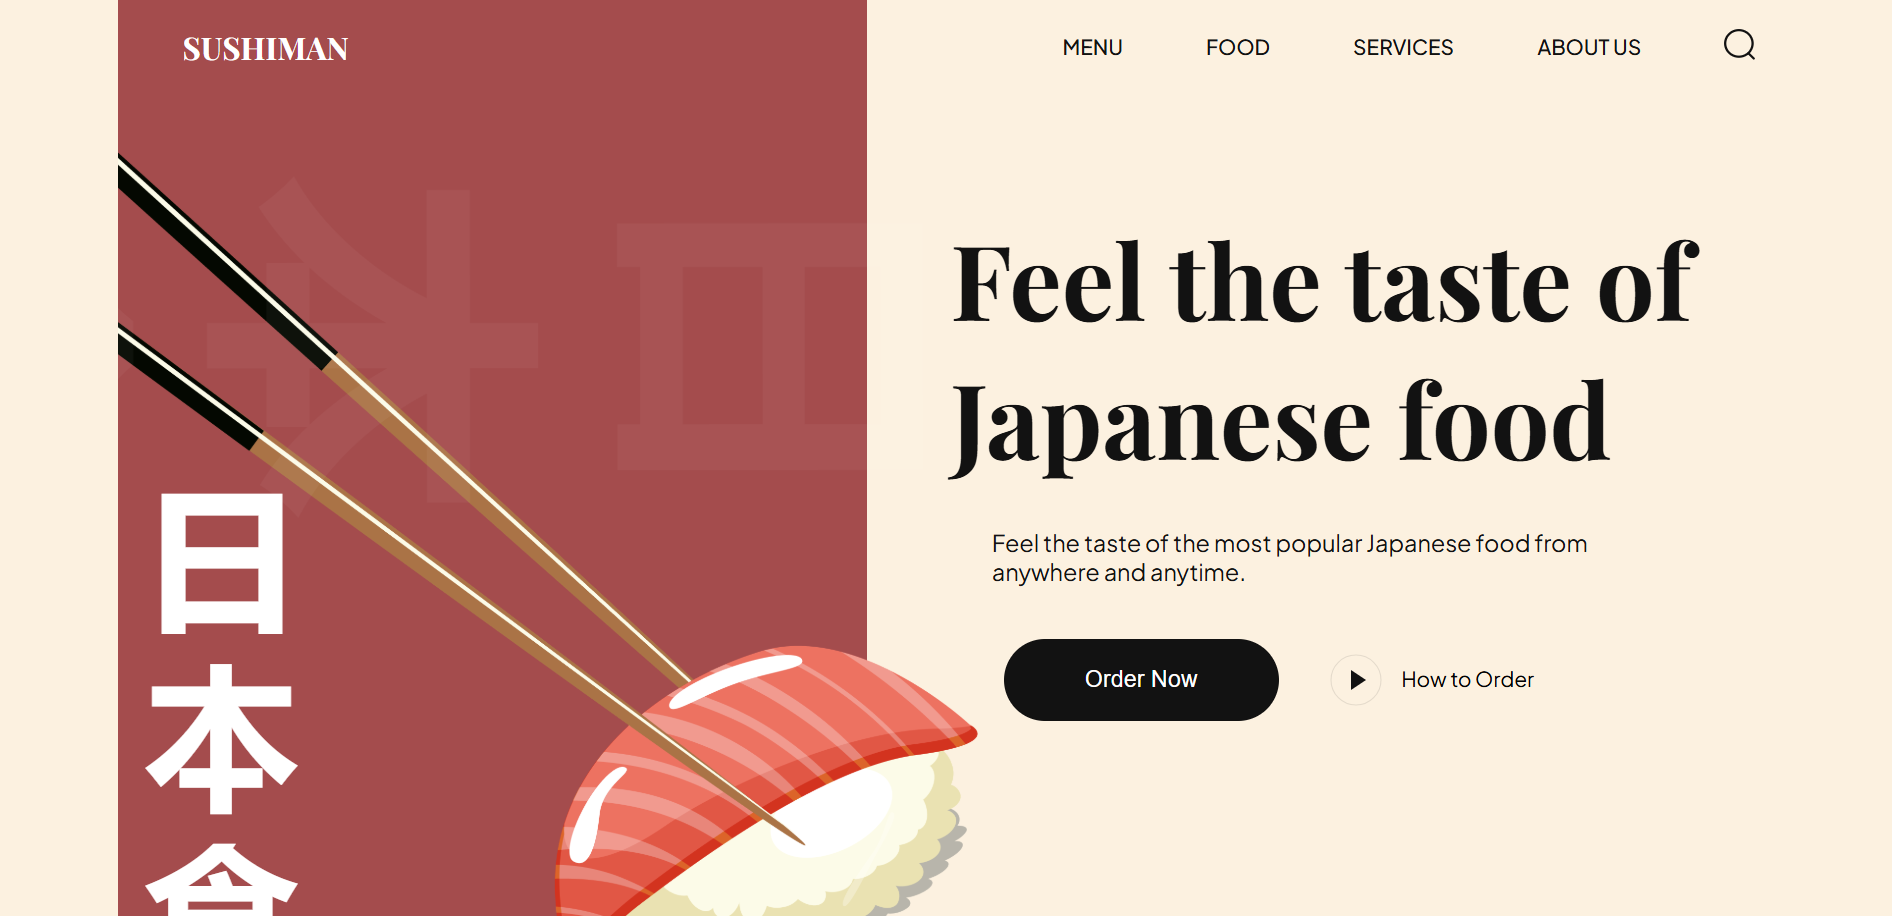 SUSHIMAN
MENU
FOOD
SERVICES
ABOUT US
Feel the taste of
Japanese food
Feel the taste of the most popular Japanese food from
anywhere and anytime.
Order Now
How to Order
日
本
食